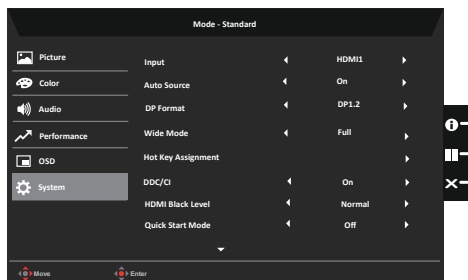 Mode - Standard
Picture
Color
Audio
Performance
OSD
System
Input HDMI1
Auto Source On
DP Format DP1.2
Wide Mode Full
Hot Key Assignment
DDC/CI On
HDMI Black Level Normal
Quick Start Mode Off
Move Enter